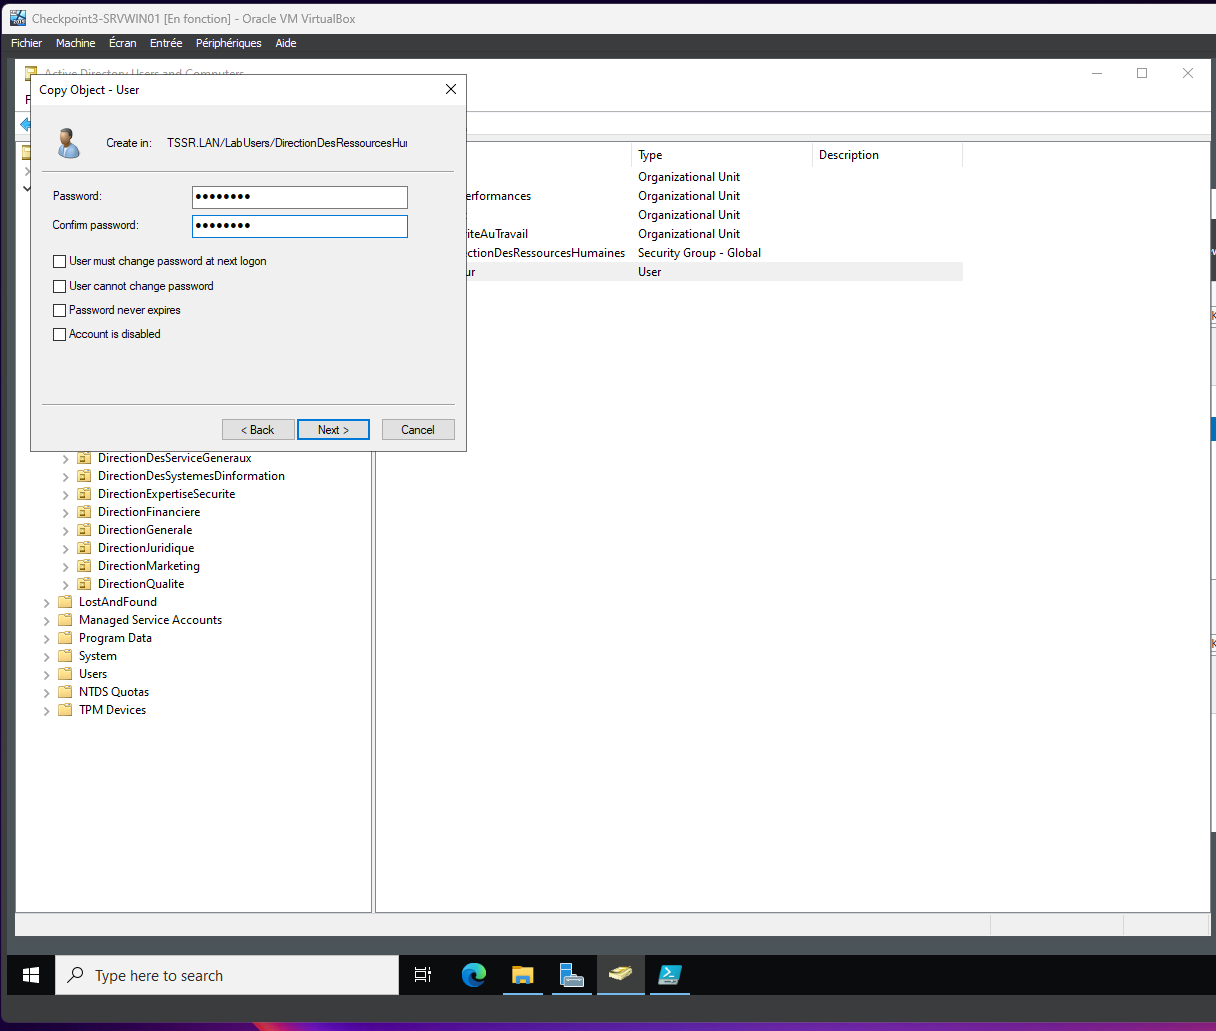 Checkpoint3-SRVWIN01 [En fonction] - Oracle VM VirtualBox
Fichier Machine Écran Entrée Périphériques Aide
Active Directory Users and Computers
Copy Object - User
Create in: TSSR.LAN/LabUsers/DirectionDesRessourcesHu
Password: ●●●●●●●●
Confirm password: ●●●●●●●●
User must change password at next logon
User cannot change password
Password never expires
Account is disabled
< Back Next > Cancel
Type Description
Organizational Unit
erformances Organizational Unit
Organizational Unit
iteAuTravail Organizational Unit
ctionDesRessourcesHumaines Security Group - Global
ur User
DirectionDesServiceGeneraux
DirectionDesSystemesDinformation
DirectionExpertiseSecurite
DirectionFinanciere
DirectionGenerale
DirectionJuridique
DirectionMarketing
DirectionQualite
LostAndFound
Managed Service Accounts
Program Data
System
Users
NTDS Quotas
TPM Devices
Type here to search